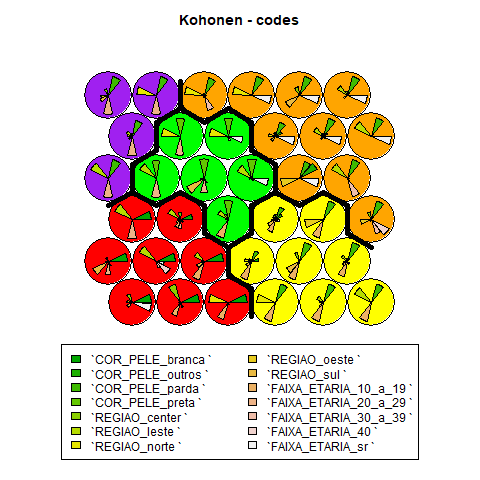 Kohonen - codes
`COR_PELE_branca `
`COR_PELE_outros `
`COR_PELE_parda `
`COR_PELE_preta `
`REGIAO_center `
`REGIAO_leste `
`REGIAO_norte `
`REGIAO_oeste `
`REGIAO_sul `
`FAIXA_ETARIA_10_a_19 `
`FAIXA_ETARIA_20_a_29 `
`FAIXA_ETARIA_30_a_39 `
`FAIXA_ETARIA_40 `
`FAIXA_ETARIA_sr `